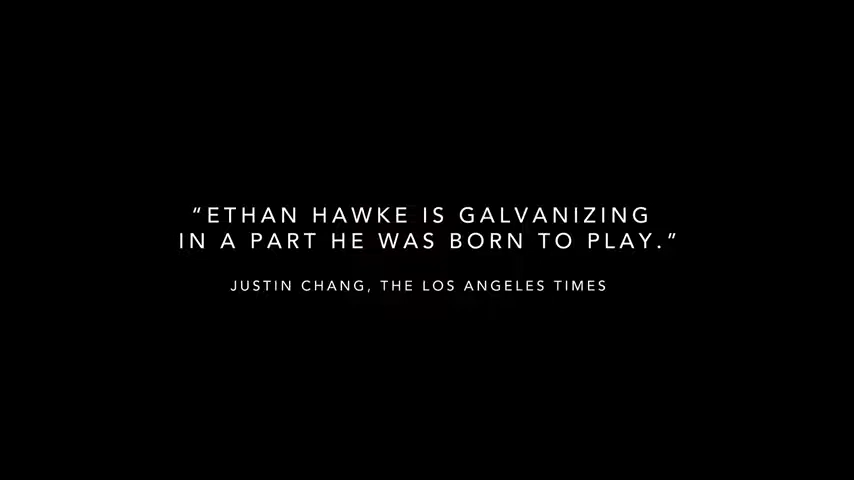 “ETHAN HAWKE IS GALVANIZING
IN A PART HE WAS BORN TO PLAY.”
JUSTIN CHANG, THE LOS ANGELES TIMES